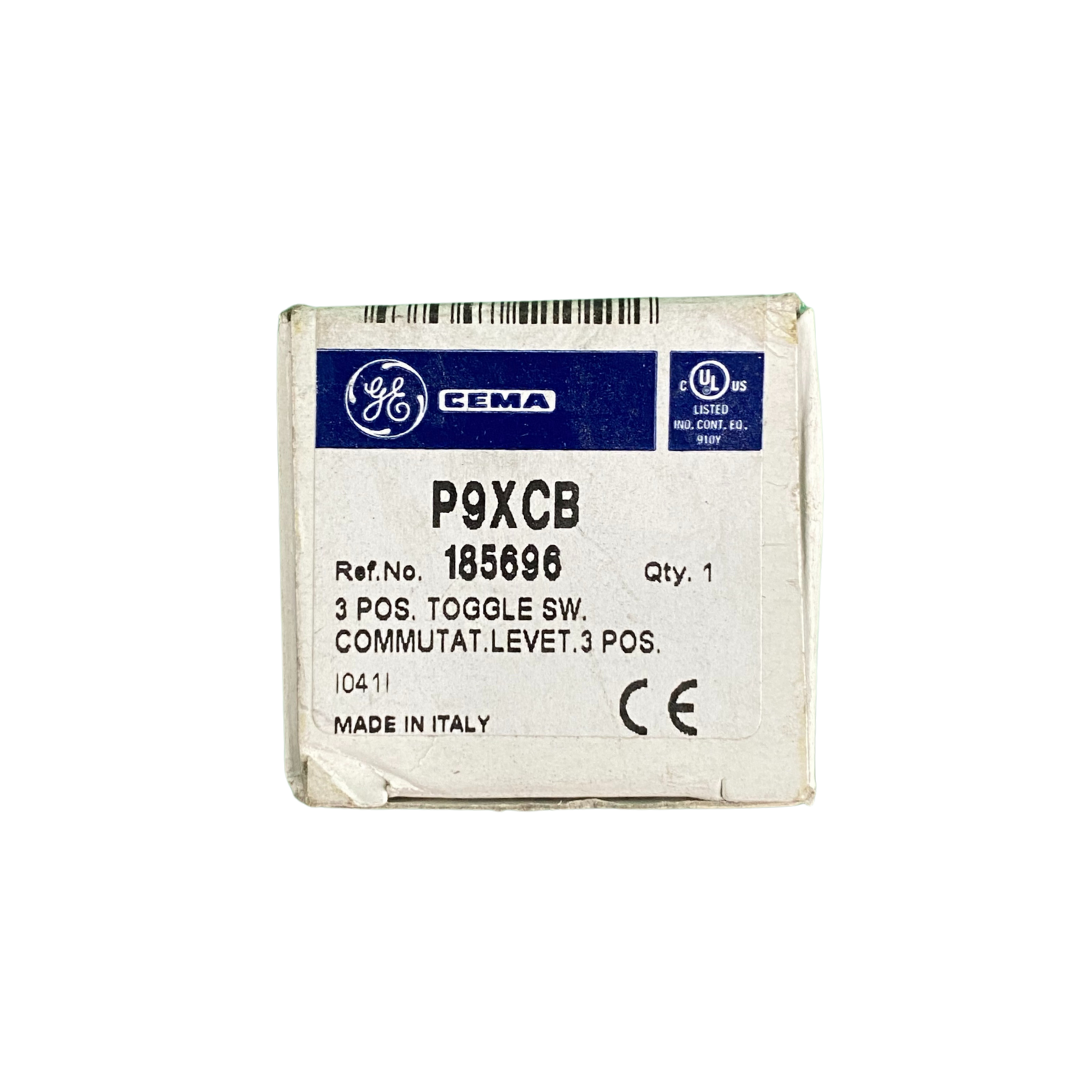 GE CEMA
C UL US
LISTED
IND. CONT. EQ.
910Y
P9XCB
Ref.No. 185696 Qty. 1
3 POS. TOGGLE SW.
COMMUTAT.LEVET.3 POS.
I041I
MADE IN ITALY
CE